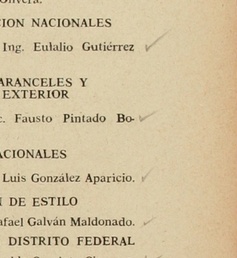 CION NACIONALES
Ing. Eulalio Gutiérrez
ARANCELES Y
EXTERIOR
c. Fausto Pintado Bo-
ACIONALES
Luis González Aparicio.
N DE ESTILO
afael Galván Maldonado.
DISTRITO FEDERAL